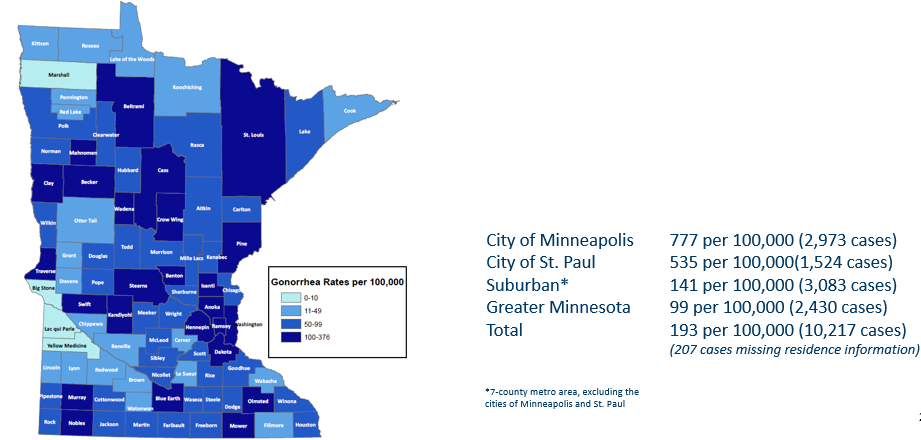 Kittson
Roseau
Lake of the Woods
Marshall
Koochiching
Pennington
Beltrami
Cook
Red Lake
St. Louis
Lake
Polk
Clearwater
Itasca
Norman
Mahnomen
Hubbard
Cass
Clay
Becker
Wadena
Aitkin
Carlton
Crow Wing
Otter Tail
Wilkin
Pine
Todd
Morrison
Mille Lacs
Kanabec
Grant
Douglas
Traverse
Stevens
Pope
Stearns
Benton
Sherburne
Isanti
Chisago
Big Stone
Swift
Kandiyohi
Meeker
Wright
Anoka
Hennepin
Ramsey
Washington
Lac qui Parle
Chippewa
McLeod
Carver
Yellow Medicine
Renville
Scott
Dakota
Sibley
Lincoln
Lyon
Redwood
Nicollet
Le Sueur
Rice
Goodhue
Brown
Wabasha
Pipestone
Murray
Cottonwood
Watonwan
Blue Earth
Waseca
Steele
Dodge
Olmsted
Winona
Rock
Nobles
Jackson
Martin
Faribault
Freeborn
Mower
Fillmore
Houston
Gonorrhea Rates per 100,000
0-10
11-49
50-99
100-376
City of Minneapolis 777 per 100,000 (2,973 cases)
City of St. Paul 535 per 100,000(1,524 cases)
Suburban* 141 per 100,000 (3,083 cases)
Greater Minnesota 99 per 100,000 (2,430 cases)
Total 193 per 100,000 (10,217 cases)
(207 cases missing residence information)
*7-county metro area, excluding the
cities of Minneapolis and St. Paul